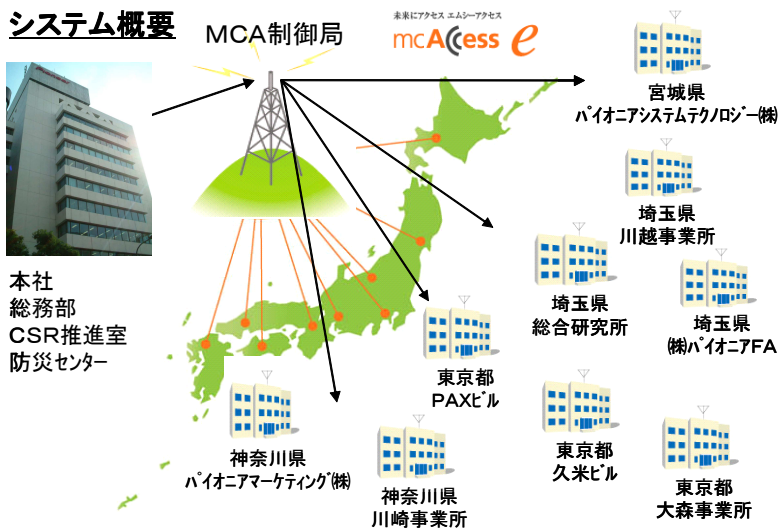 システム概要
MCA制御局
未来にアクセス エムシーアクセス
mcAccess e
宮城県
パイオニアシステムテクノロジー㈱
埼玉県
川越事業所
本社
総務部
CSR推進室
防災センター
埼玉県
総合研究所
埼玉県
㈱パイオニアFA
東京都
PAXビル
神奈川県
パイオニアマーケティング㈱
神奈川県
川崎事業所
東京都
久米ビル
東京都
大森事業所